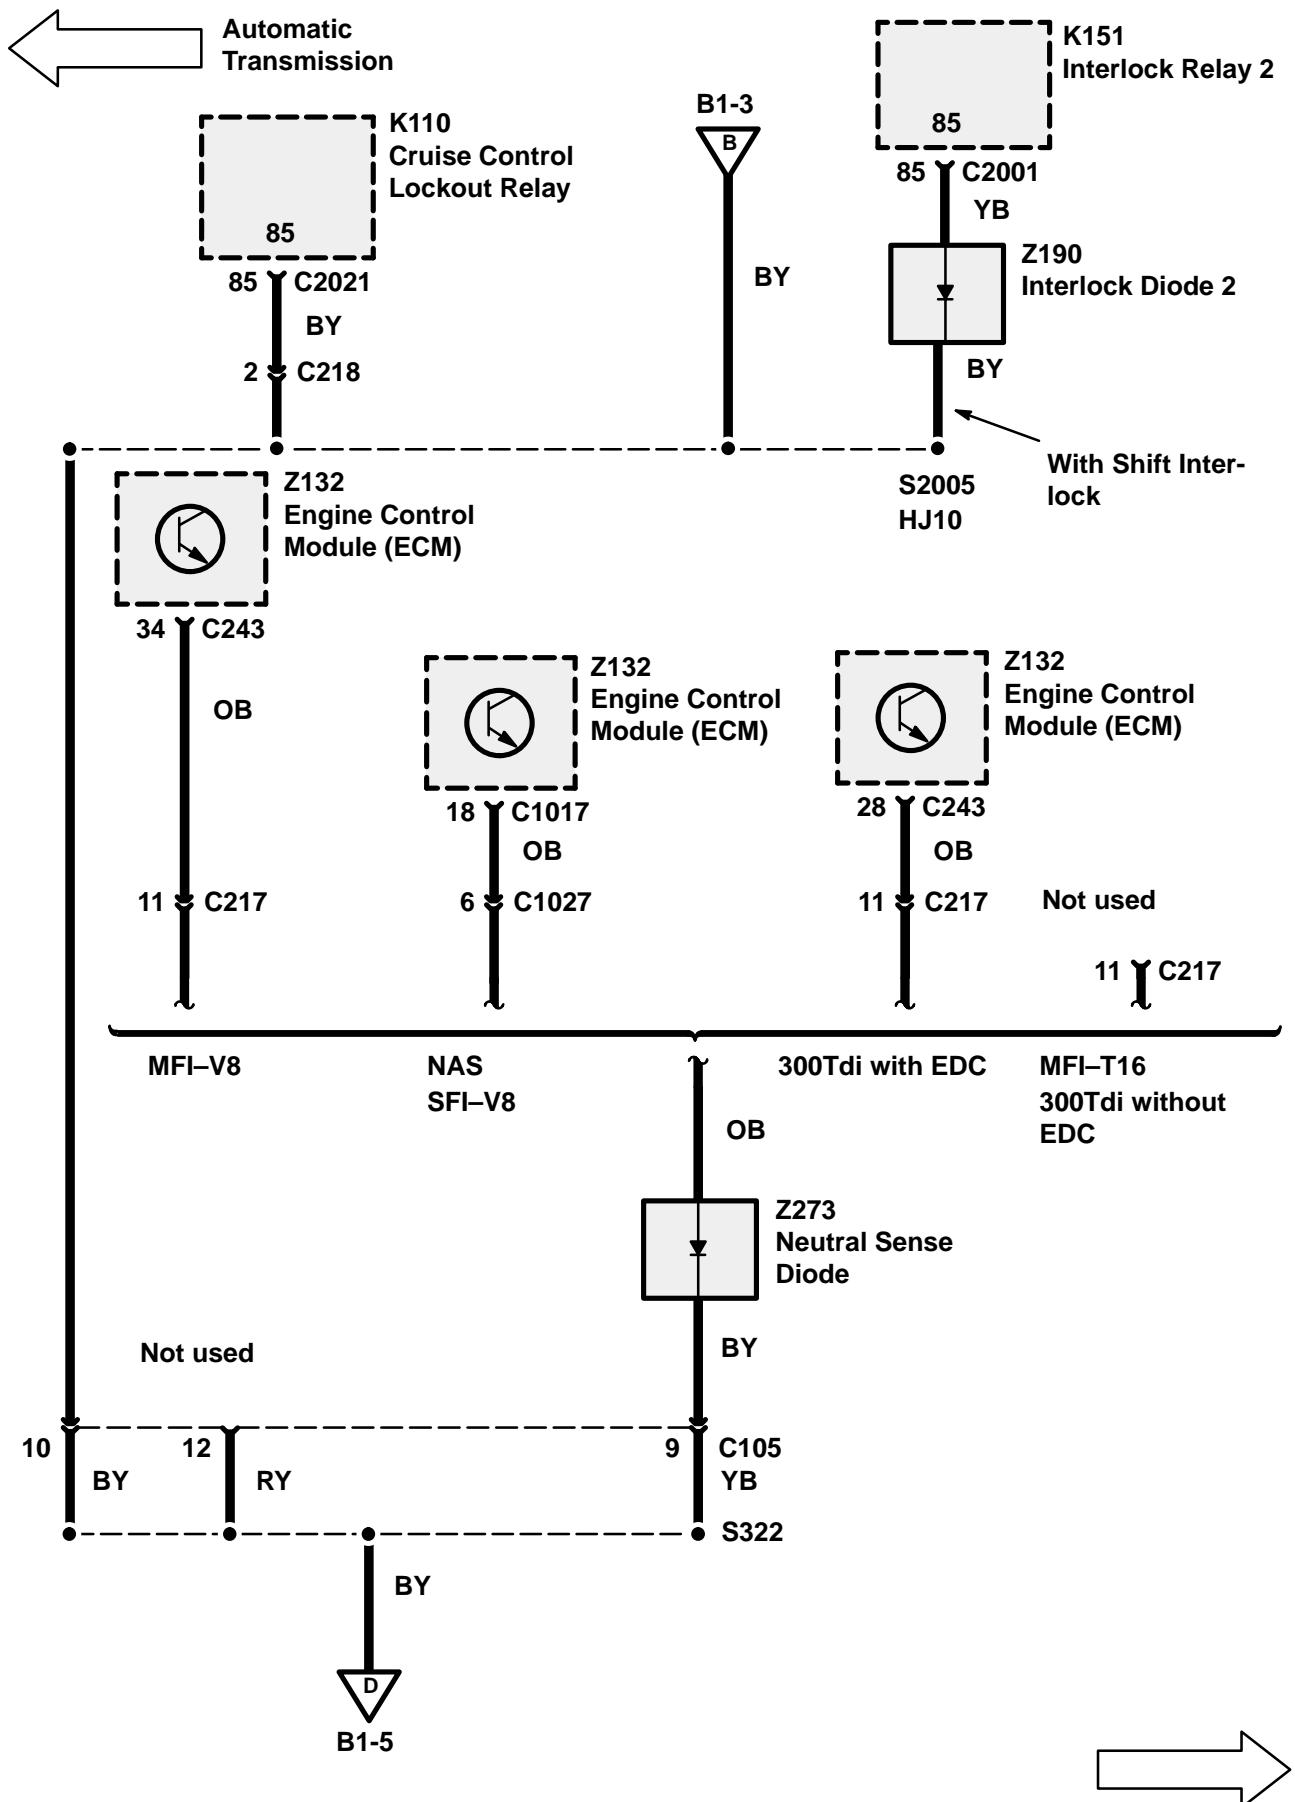 Automatic
Transmission
K151
Interlock Relay 2
85
K110
Cruise Control
Lockout Relay
85
B1-3
B
85 C2001
YB
Z190
Interlock Diode 2
85 C2021
BY
BY
2 C218
BY
With Shift Inter-
lock
S2005
HJ10
Z132
Engine Control
Module (ECM)
34 C243
OB
Z132
Engine Control
Module (ECM)
Z132
Engine Control
Module (ECM)
18 C1017
OB
28 C243
OB
11 C217
6 C1027
11 C217
Not used
11 C217
MFI–V8
NAS
SFI–V8
300Tdi with EDC
MFI–T16
300Tdi without
EDC
OB
Z273
Neutral Sense
Diode
BY
Not used
10
12
9 C105
BY
RY
YB
S322
BY
D
B1-5